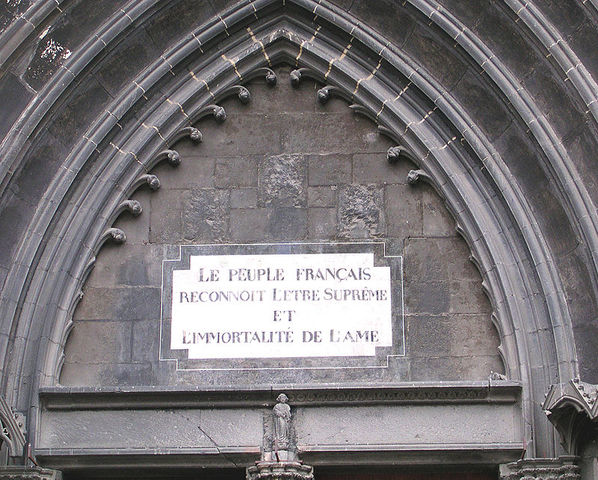 LE PEUPLE FRANÇAIS
RECONNOIT L'ETRE SUPRÊME
ET
L'IMMORTALITÉ DE L'AME